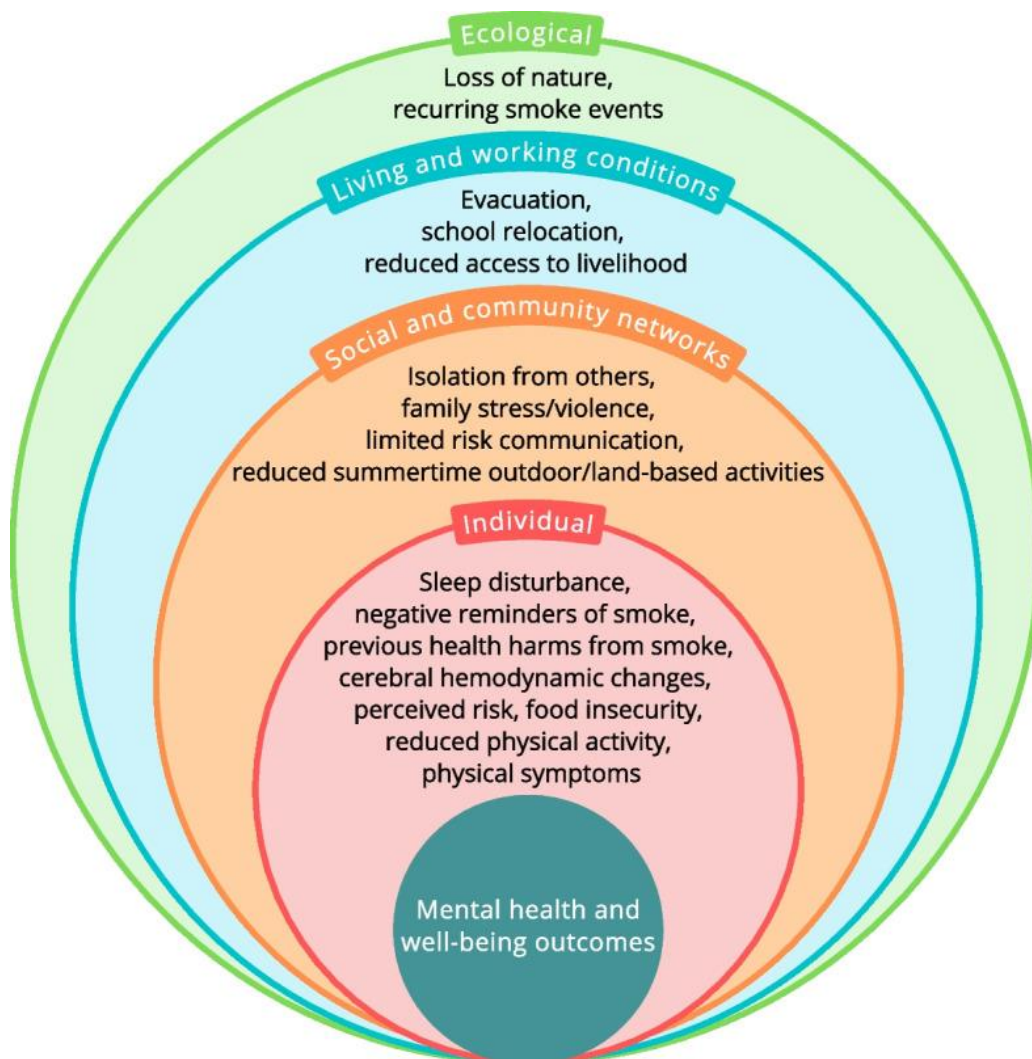 Ecological
Loss of nature,
recurring smoke events
Living and working conditions
Evacuation,
school relocation,
reduced access to livelihood
Social and community networks
Isolation from others,
family stress/violence,
limited risk communication,
reduced summertime outdoor/land-based activities
Individual
Sleep disturbance,
negative reminders of smoke,
previous health harms from smoke,
cerebral hemodynamic changes,
perceived risk, food insecurity,
reduced physical activity,
physical symptoms
Mental health and
well-being outcomes